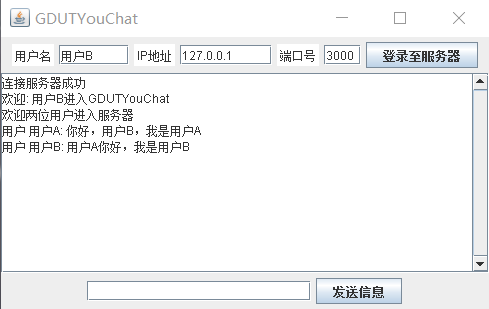 GDUTYouChat
用户名 用户B IP地址 127.0.0.1 端口号 3000 登录至服务器
连接服务器成功
欢迎: 用户B进入GDUTYouChat
欢迎两位用户进入服务器
用户 用户A: 你好，用户B，我是用户A
用户 用户B: 用户A你好，我是用户B
发送信息